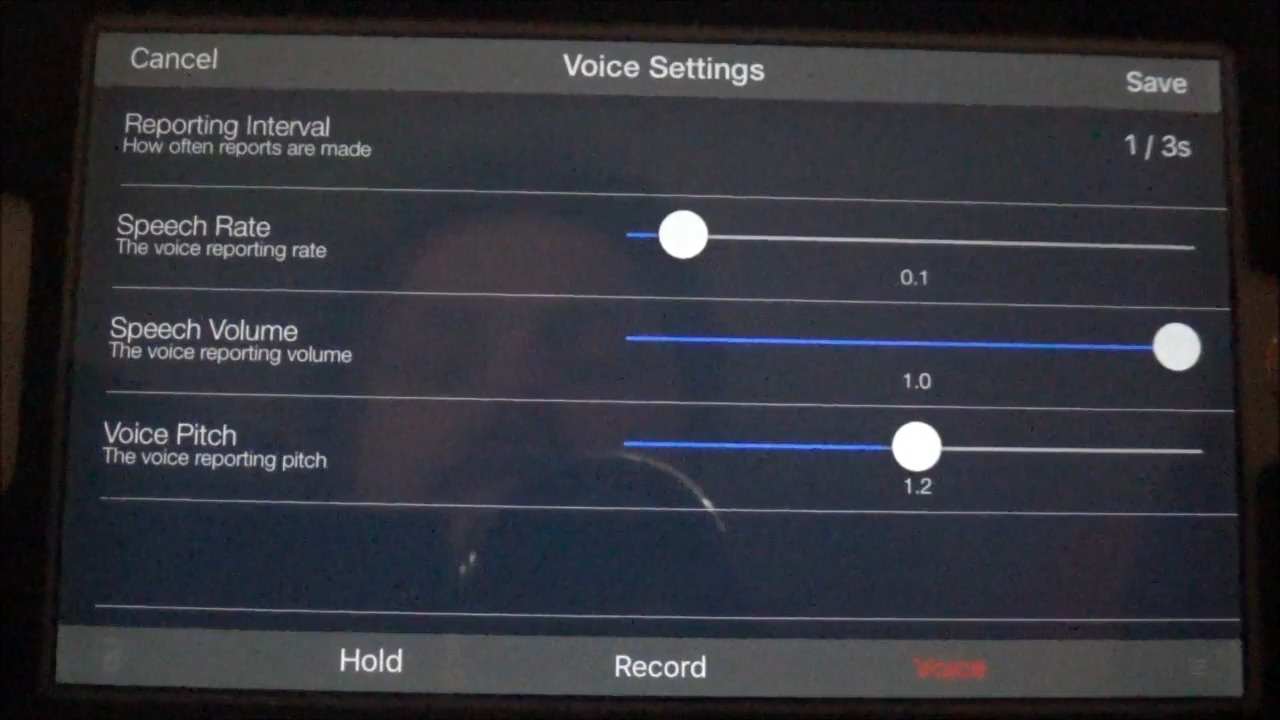 Cancel
Voice Settings
Save
Reporting Interval
How often reports are made
1 / 3s
Speech Rate
The voice reporting rate
0.1
Speech Volume
The voice reporting volume
1.0
Voice Pitch
The voice reporting pitch
1.2
Hold
Record
Voice